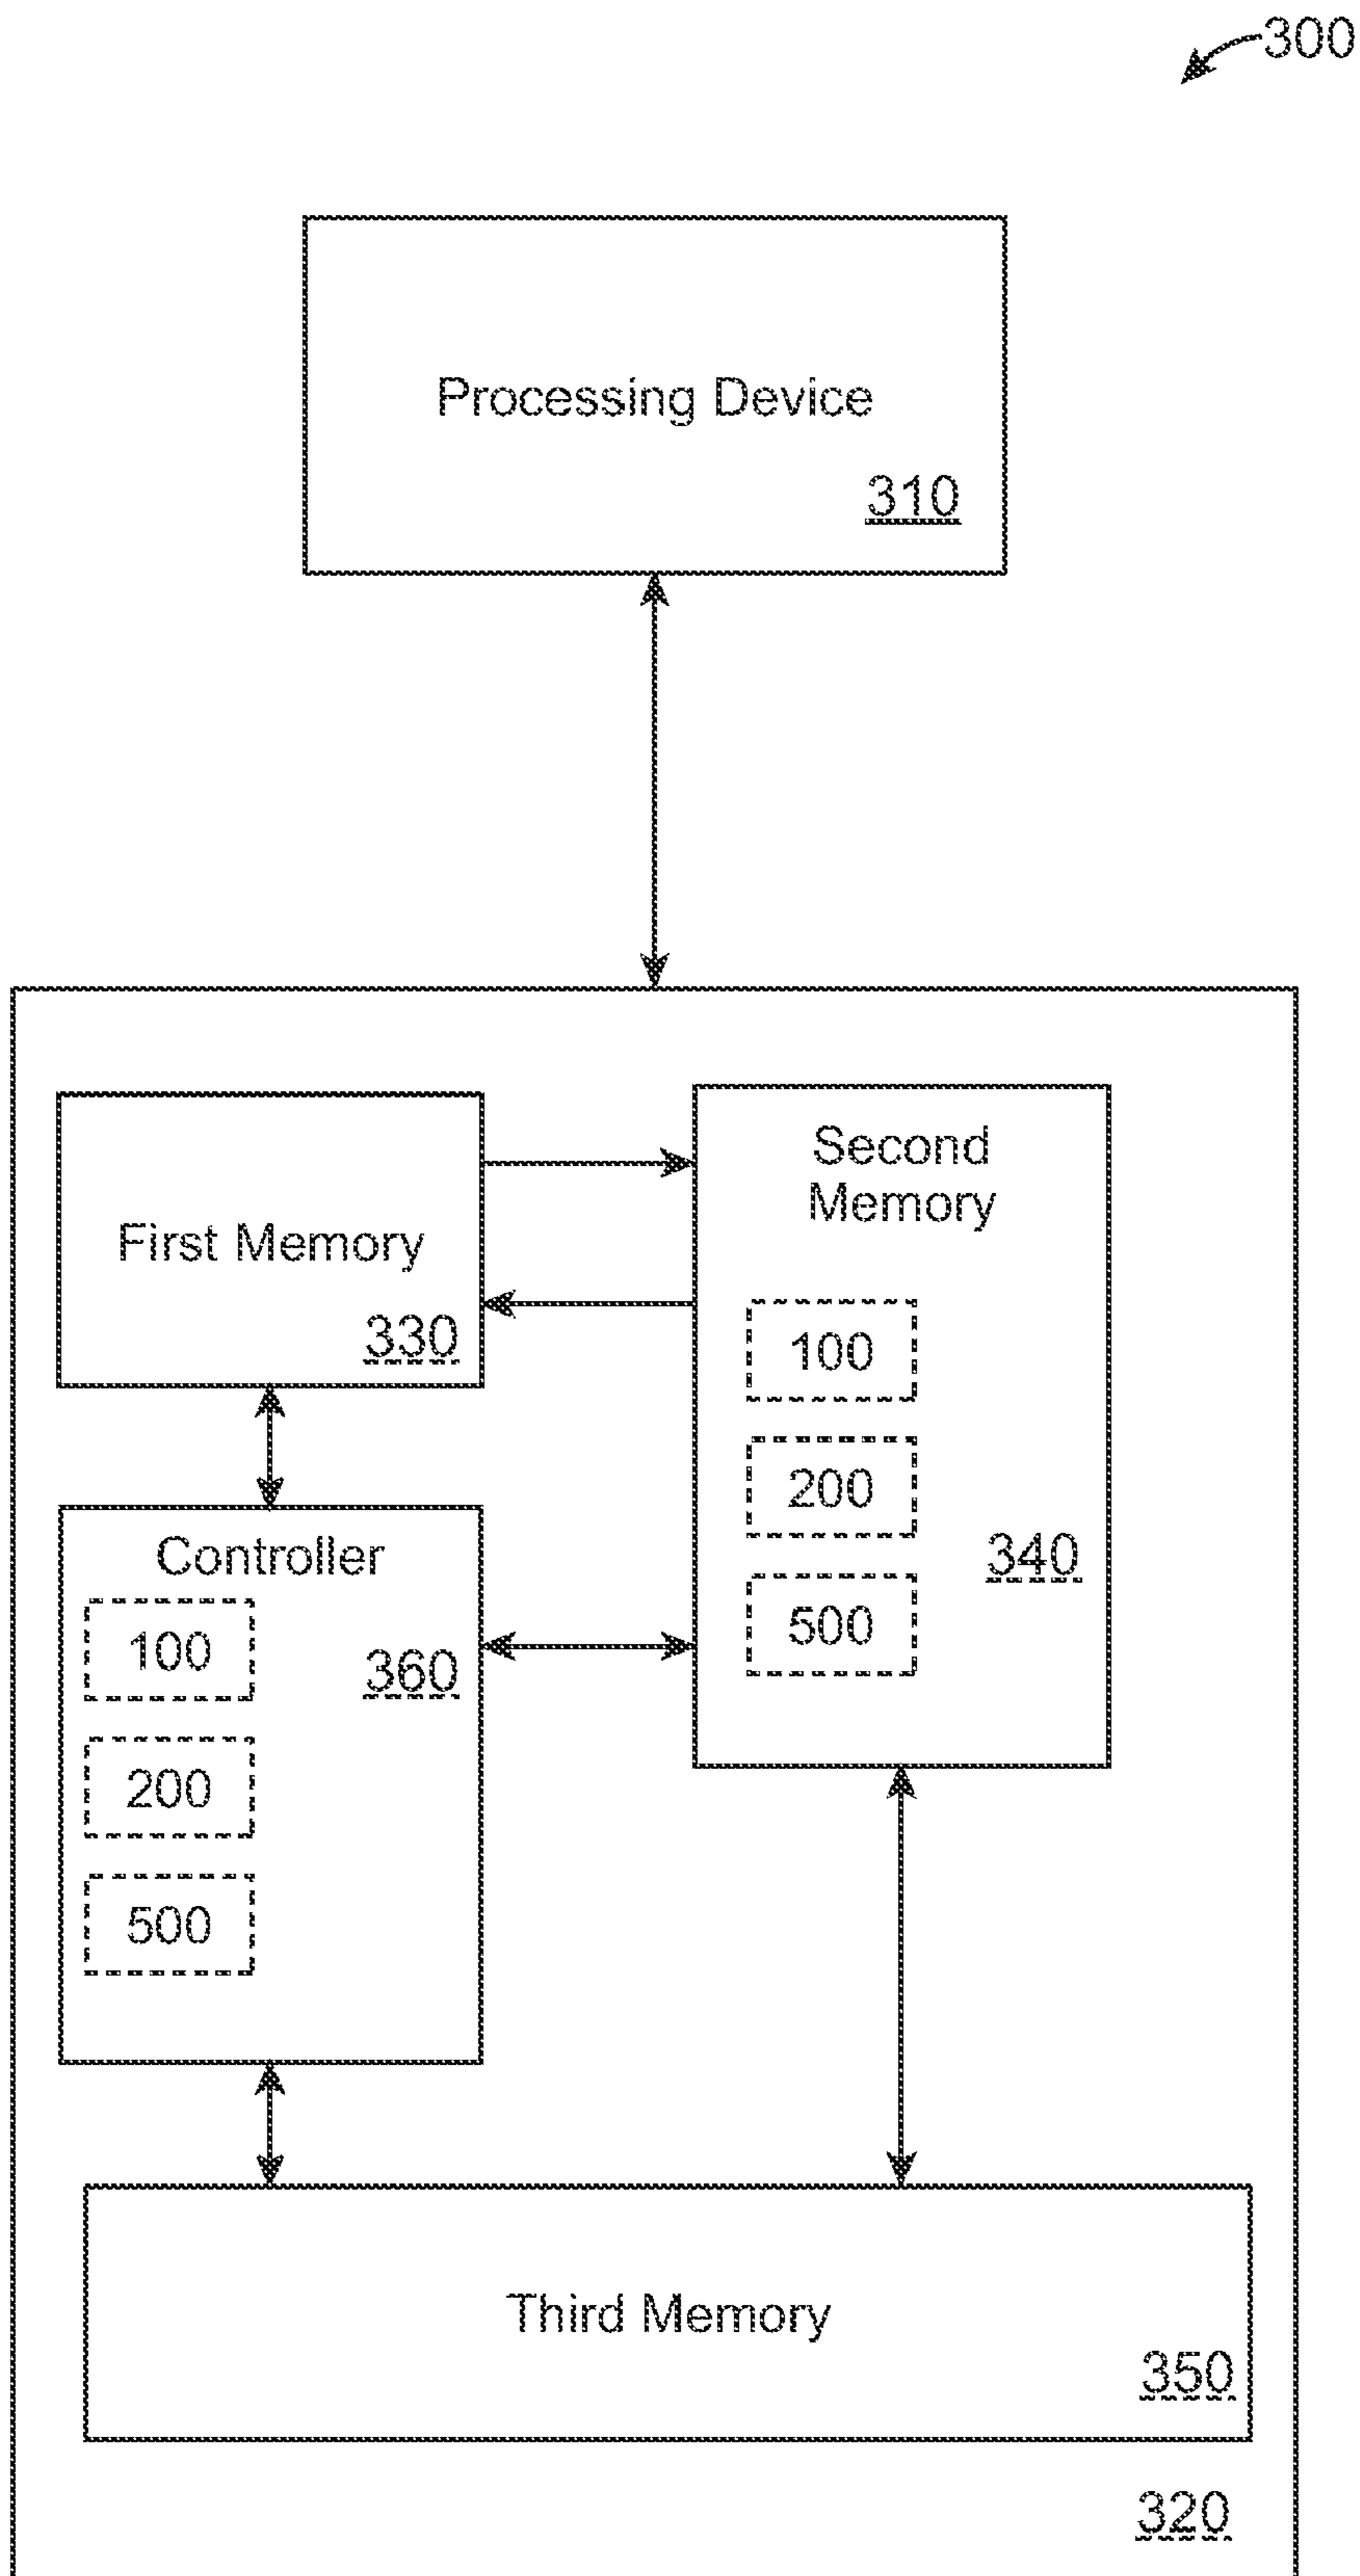 300
Processing Device
310
Second
Memory
First Memory
330
100
200
340
500
Controller
100
360
200
500
Third Memory
350
320